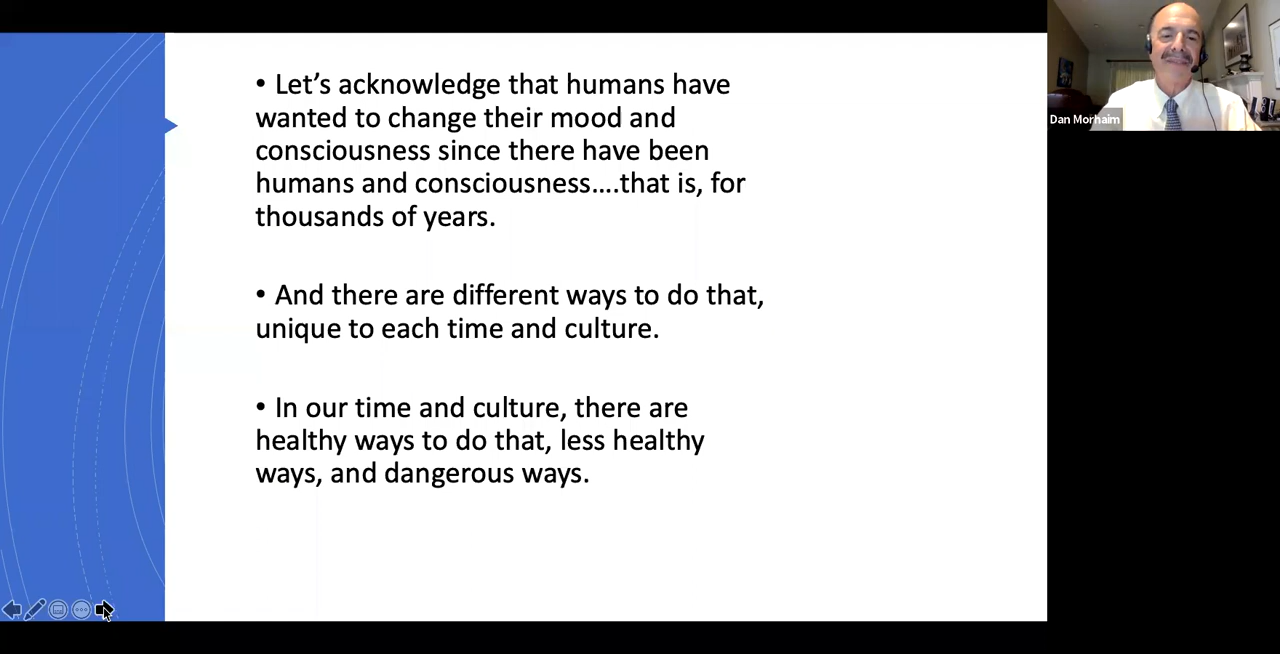 • Let’s acknowledge that humans have
wanted to change their mood and
consciousness since there have been
humans and consciousness....that is, for
thousands of years.
• And there are different ways to do that,
unique to each time and culture.
• In our time and culture, there are
healthy ways to do that, less healthy
ways, and dangerous ways.
Dan Morhaim